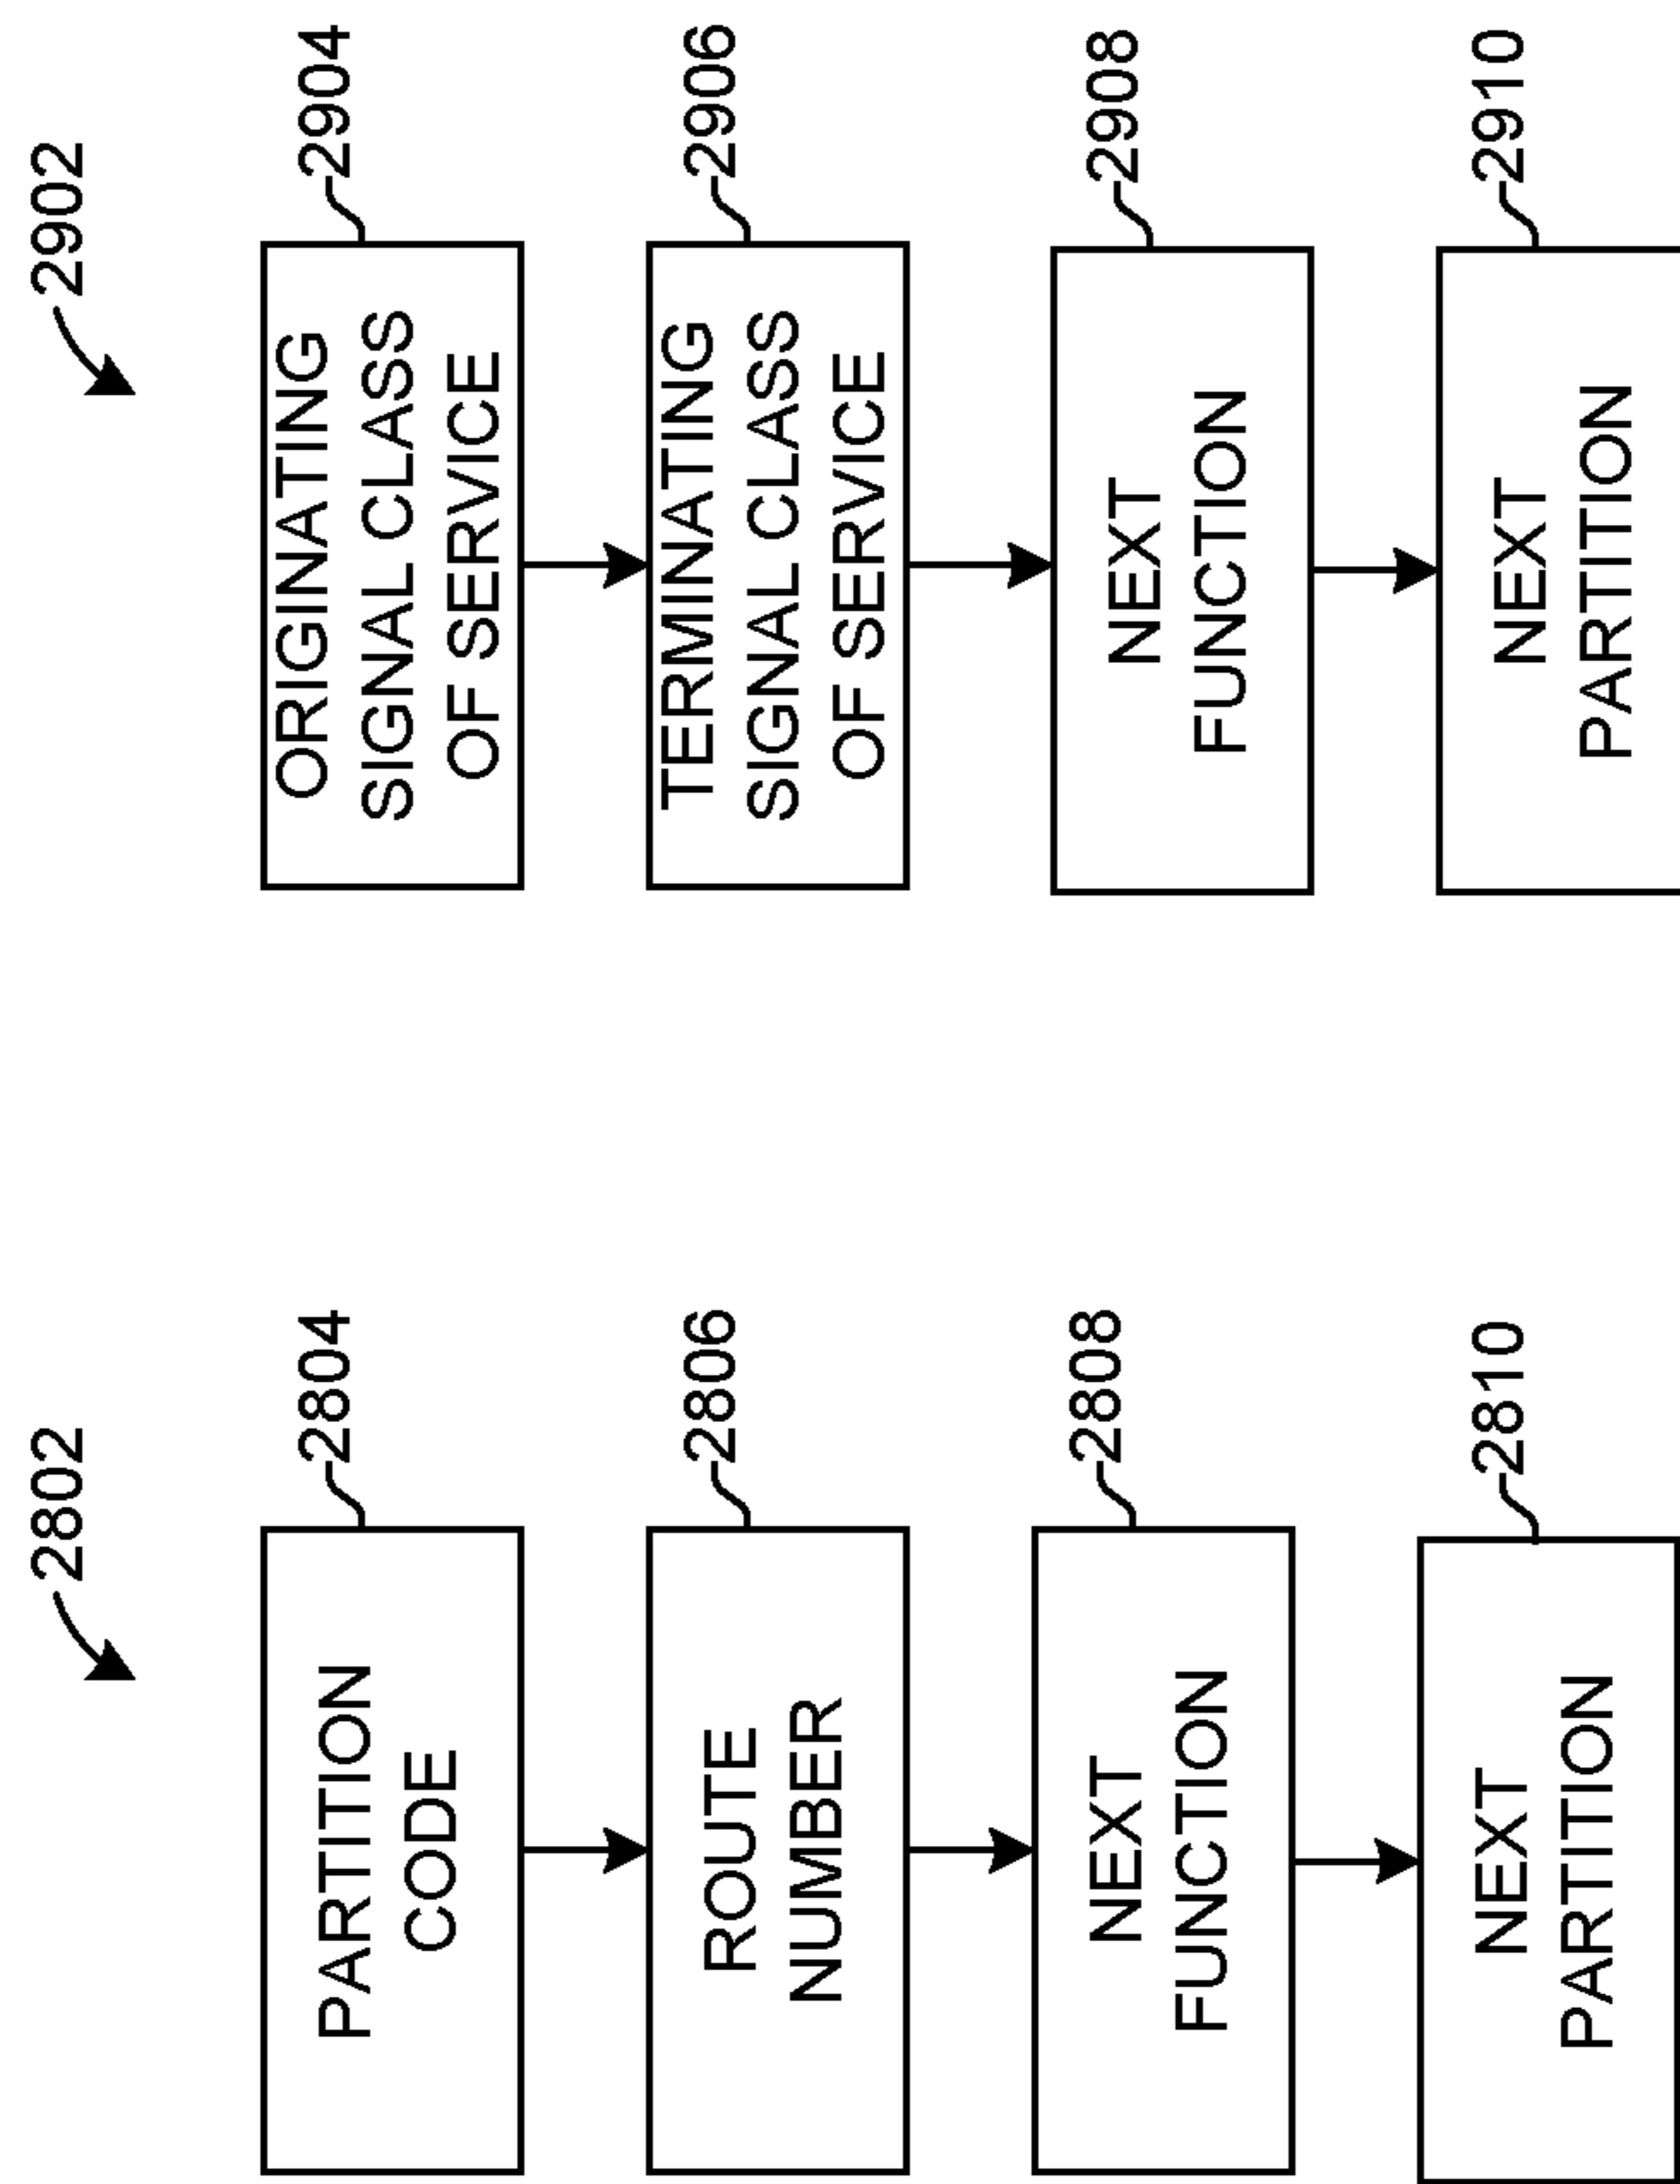 2802
2804
PARTITION
CODE
2806
ROUTE
NUMBER
2808
NEXT
FUNCTION
2810
NEXT
PARTITION
2902
2904
ORIGINATING
SIGNAL CLASS
OF SERVICE
2906
TERMINATING
SIGNAL CLASS
OF SERVICE
2908
NEXT
FUNCTION
2910
NEXT
PARTITION